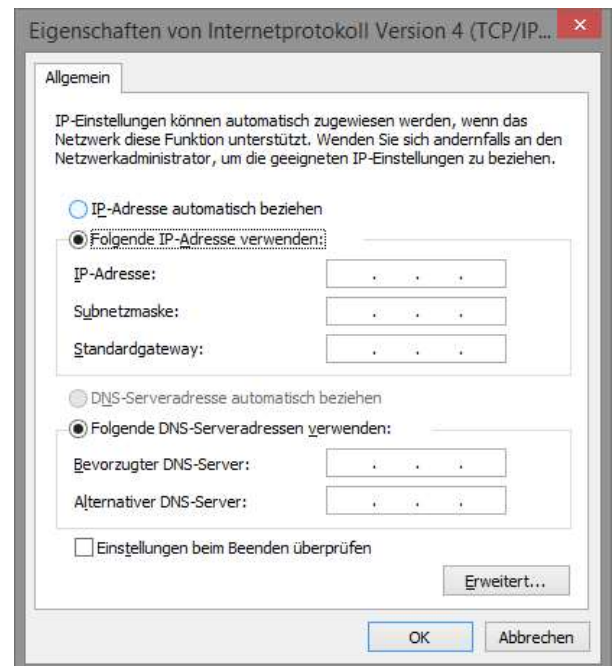 Eigenschaften von Internetprotokoll Version 4 (TCP/IP...
Allgemein
IP-Einstellungen können automatisch zugewiesen werden, wenn das
Netzwerk diese Funktion unterstützt. Wenden Sie sich andernfalls an den
Netzwerkadministrator, um die geeigneten IP-Einstellungen zu beziehen.
IP-Adresse automatisch beziehen
Folgende IP-Adresse verwenden:
IP-Adresse:
Subnetzmaske:
Standardgateway:
DNS-Serveradresse automatisch beziehen
Folgende DNS-Serveradressen verwenden:
Bevorzugter DNS-Server:
Alternativer DNS-Server:
Einstellungen beim Beenden überprüfen
Erweitert...
OK Abbrechen